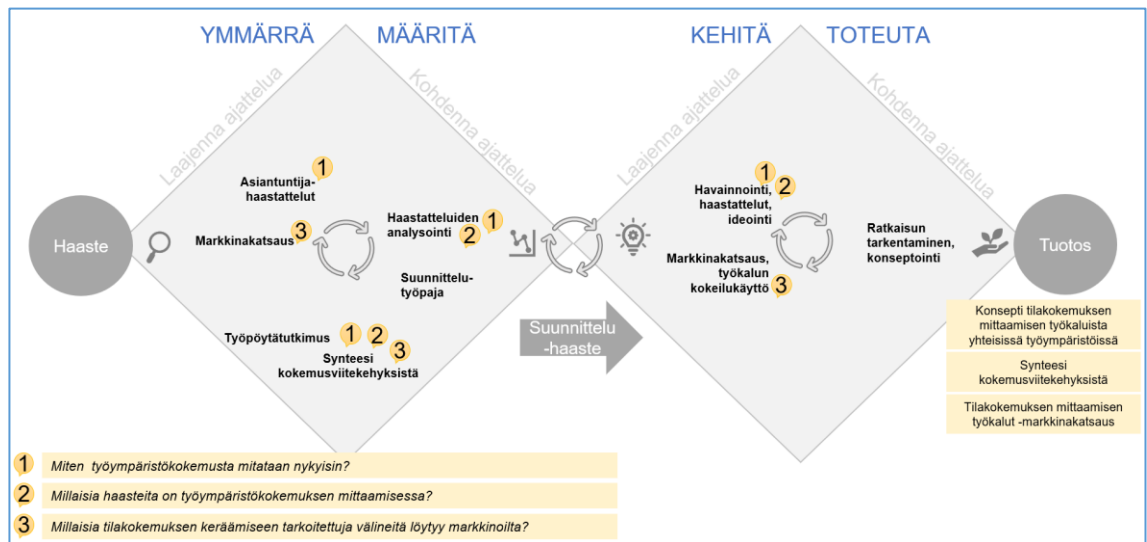 YMMÄRRÄ
MÄÄRITÄ
KEHITÄ
TOTEUTA
Laajenna ajattelua
Kohdenna ajattelua
Laajenna ajattelua
Kohdenna ajattelua
Haaste
1
Asiantuntija-
haastattelut
Markkinakatsaus
3
Haastatteluiden
analysointi
1
2
Suunnittelu-
työpaja
Työpöytätutkimus
1
2
3
Synteesi
kokemusviitekehyksistä
Suunnittelu
-haaste
1
2
Havainnointi,
haastattelut,
ideointi
Markkinakatsaus,
työkalun
kokeilukäyttö
3
Ratkaisun
tarkentaminen,
konseptointi
Tuotos
Konsepti tilakokemuksen
mittaamisen työkaluista
yhteisissä työympäristöissä
Synteesi
kokemusviitekehyksistä
Tilakokemuksen mittaamisen
työkalut -markkinakatsaus
1 Miten työympäristökokemusta mitataan nykyisin?
2 Millaisia haasteita on työympäristökokemuksen mittaamisessa?
3 Millaisia tilakokemuksen keräämiseen tarkoitettuja välineitä löytyy markkinoilta?